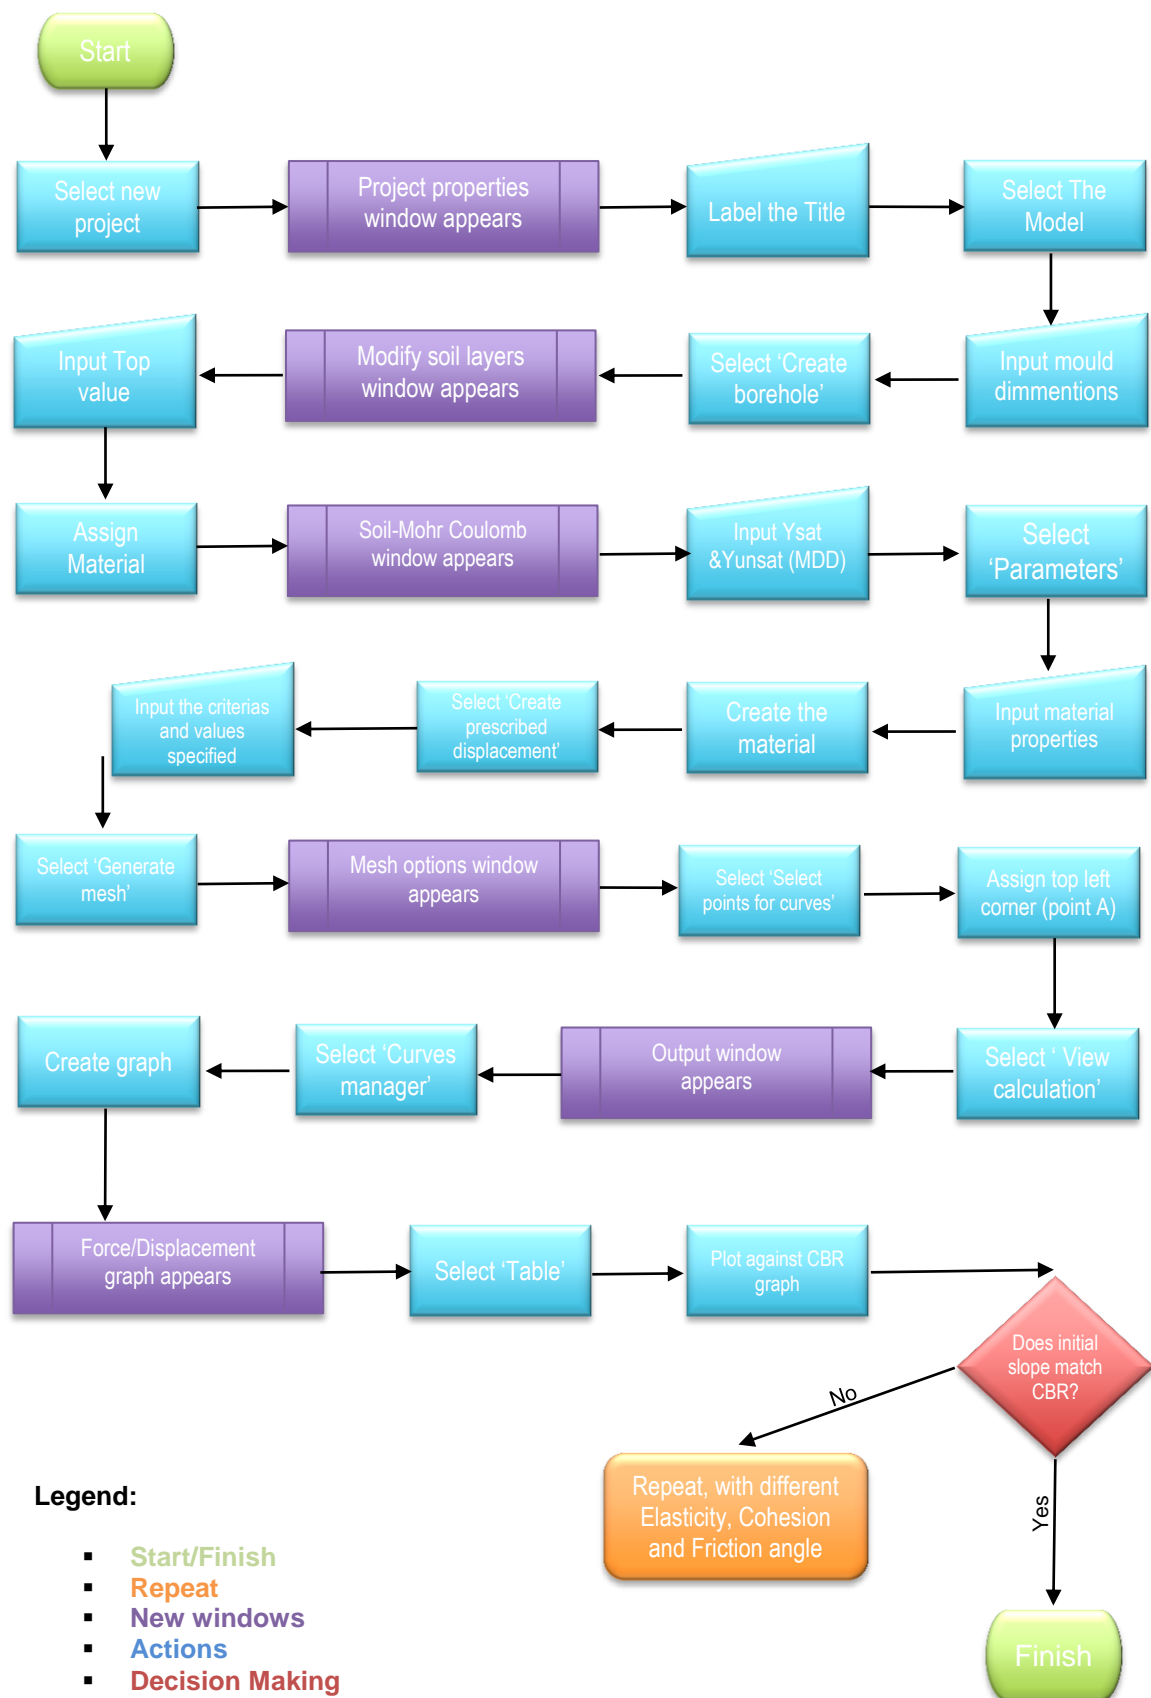 Start
Select new
project
Project properties
window appears
Label the Title
Select The
Model
Input mould
dimmentions
Select ‘Create
borehole’
Modify soil layers
window appears
Input Top
value
Assign
Material
Soil-Mohr Coulomb
window appears
Input Ysat
&Yunsat (MDD)
Select
‘Parameters’
Input material
properties
Create the
material
Select ‘Create
prescribed
displacement’
Input the criterias
and values
specified
Select ‘Generate
mesh’
Mesh options window
appears
Select ‘Select
points for curves’
Assign top left
corner (point A)
Select ‘ View
calculation’
Output window
appears
Select ‘Curves
manager’
Create graph
Force/Displacement
graph appears
Select ‘Table’
Plot against CBR
graph
Does initial
slope match
CBR?
No
Repeat, with different
Elasticity, Cohesion
and Friction angle
Yes
Finish
Legend:
▪ Start/Finish
▪ Repeat
▪ New windows
▪ Actions
▪ Decision Making